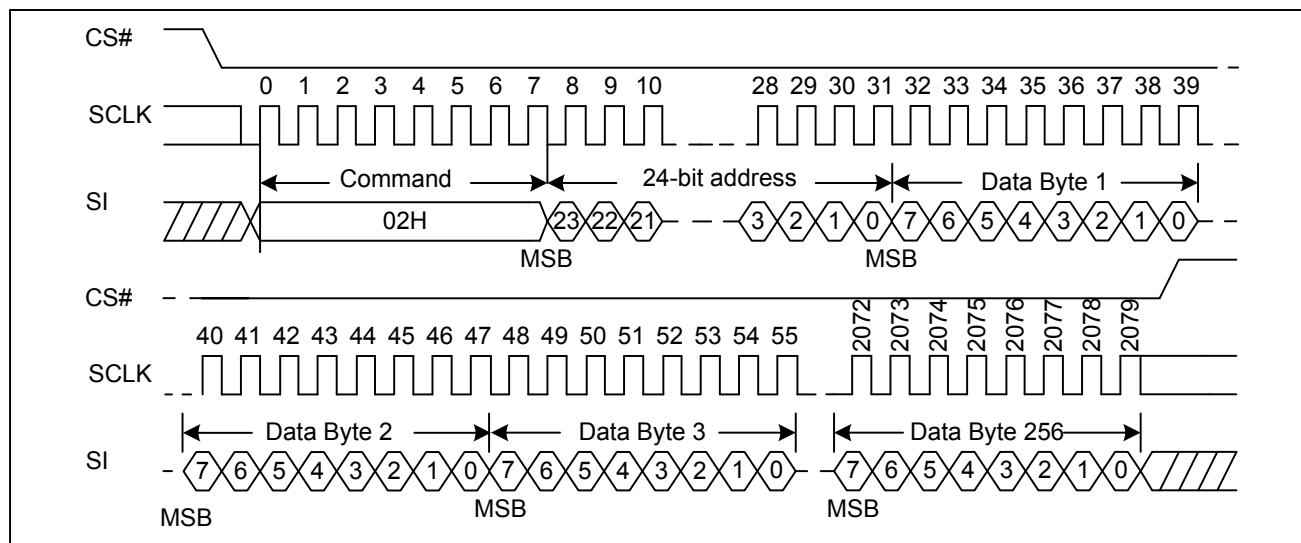 CS#
0 1 2 3 4 5 6 7 8 9 10 28 29 30 31 32 33 34 35 36 37 38 39
SCLK
Command 24-bit address Data Byte 1
SI
02H 23 22 21 3 2 1 0 7 6 5 4 3 2 1 0
MSB MSB
CS#
40 41 42 43 44 45 46 47 48 49 50 51 52 53 54 55 2072 2073 2074 2075 2076 2077 2078 2079
SCLK
Data Byte 2 Data Byte 3 Data Byte 256
SI
7 6 5 4 3 2 1 0 7 6 5 4 3 2 1 0 7 6 5 4 3 2 1 0
MSB MSB MSB